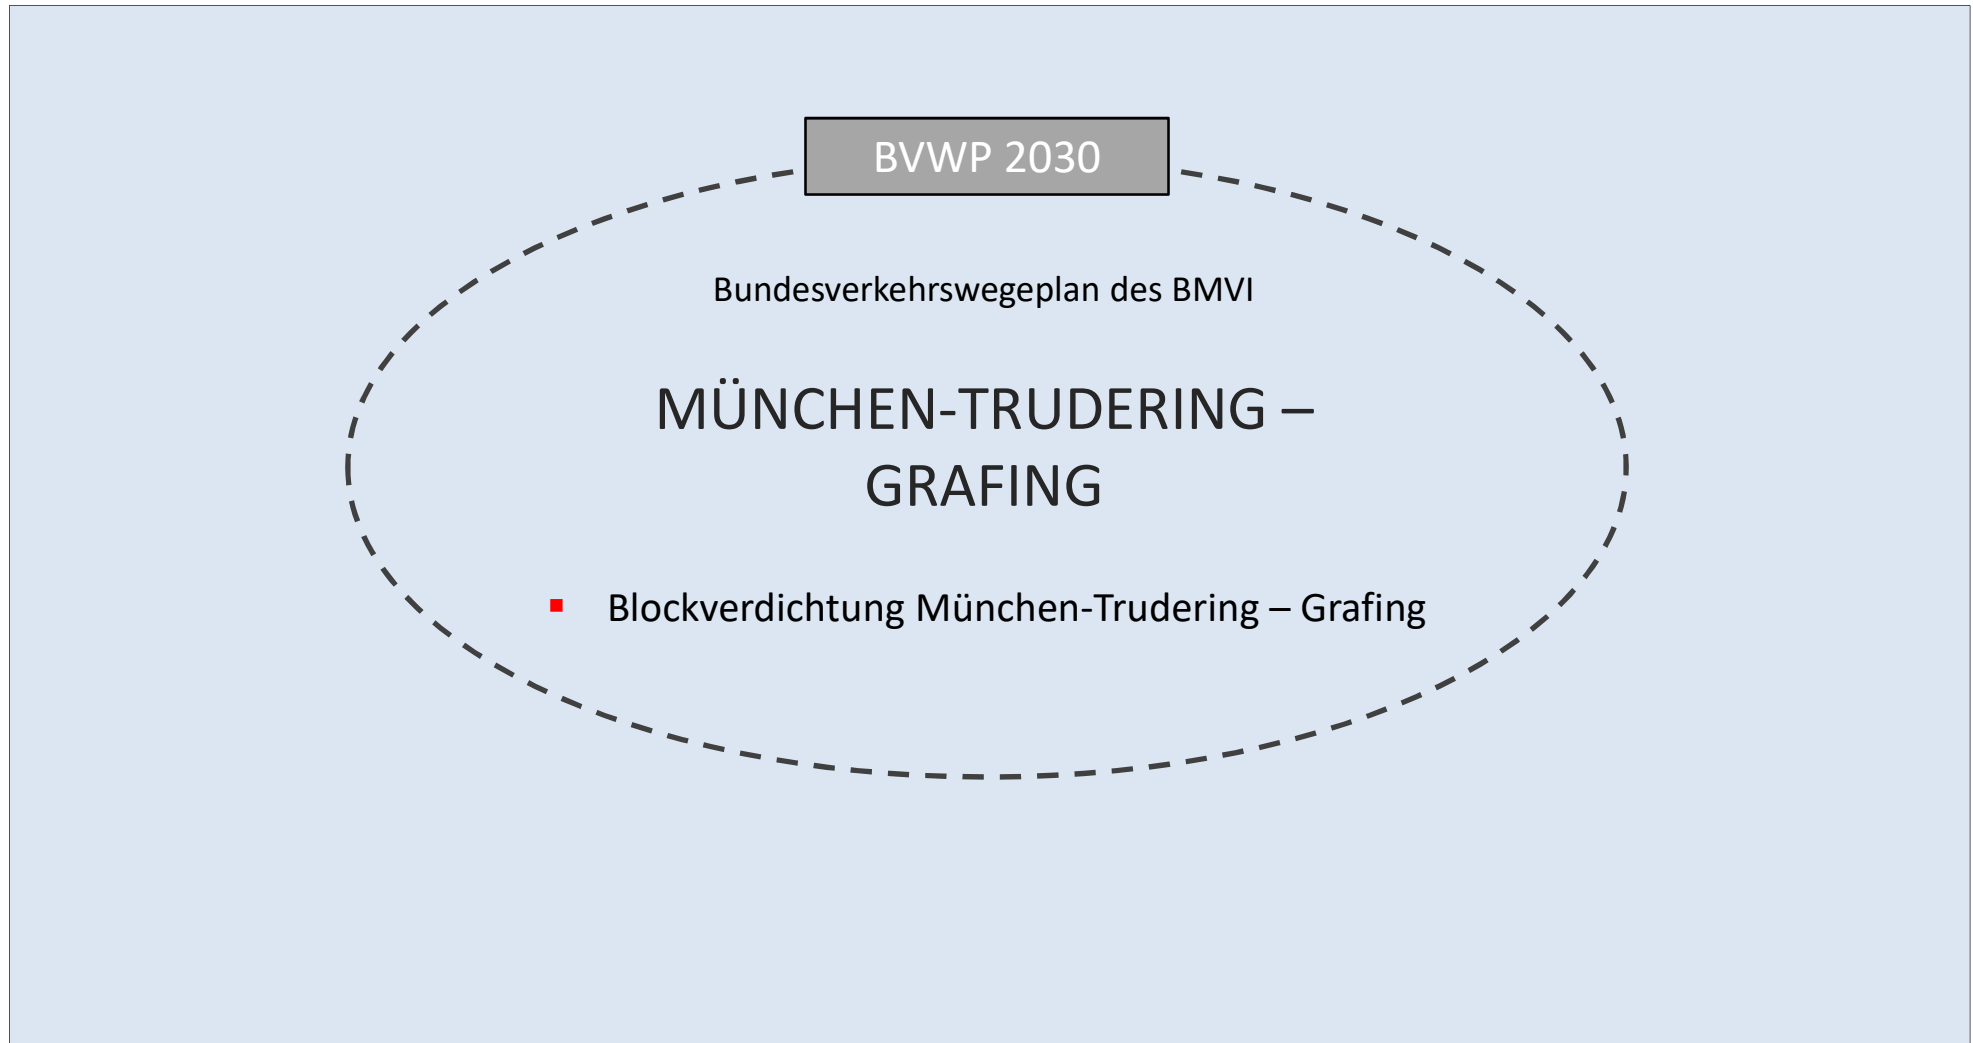 BVWP 2030
Bundesverkehrswegeplan des BMVI
MÜNCHEN-TRUDERING –
GRAFING
▪ Blockverdichtung München-Trudering – Grafing